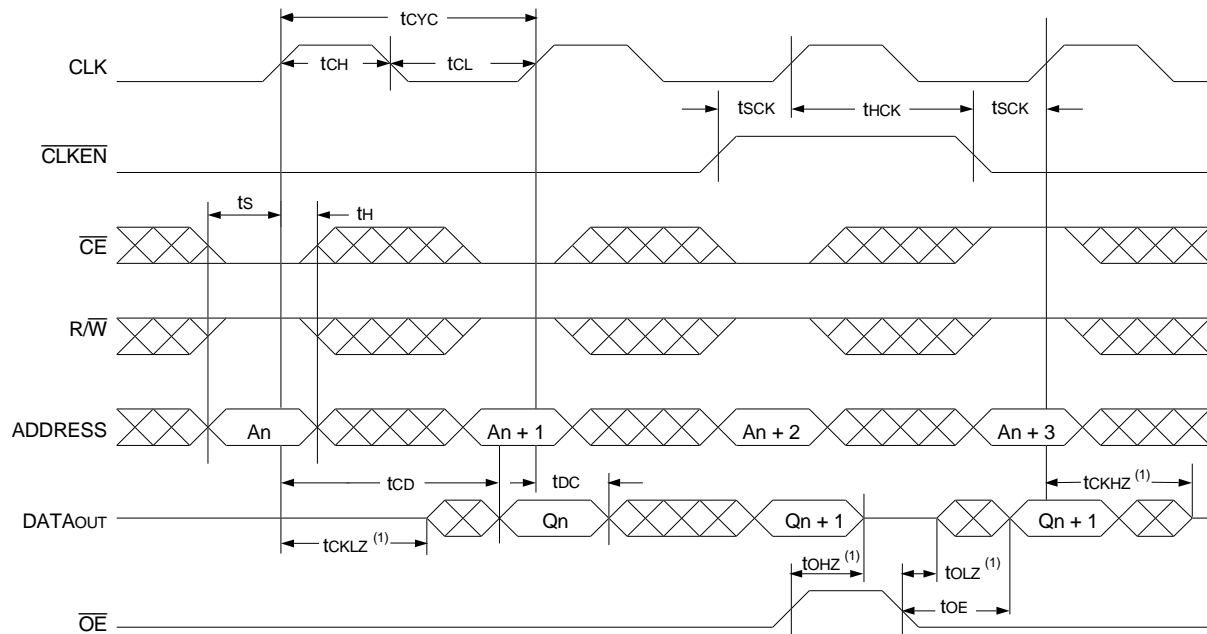 tCYC
CLK
tCH
tCL
tSCK
tHCK
tSCK
CLKEN
tS
tH
CE
R/W
ADDRESS
An
An + 1
An + 2
An + 3
tCD
tDC
tCKHZ (1)
DATAOUT
Qn
Qn + 1
Qn + 1
tCKLZ (1)
tOHZ (1)
tOLZ (1)
tOE
OE